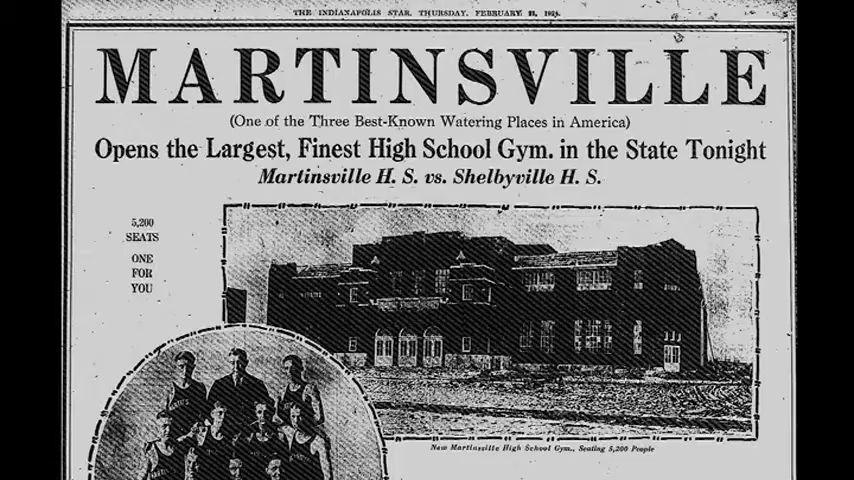 THE INDIANAPOLIS STAR, THURSDAY, FEBRUARY
MARTINSVILLE
(One of the Three Best-Known Watering Places in America)
Opens the Largest, Finest High School Gym. in the State Tonight
Martinsville H. S. vs. Shelbyville H. S.
5,200
SEATS
ONE
FOR
YOU
New Martinsville High School Gym., Seating 5,200 People